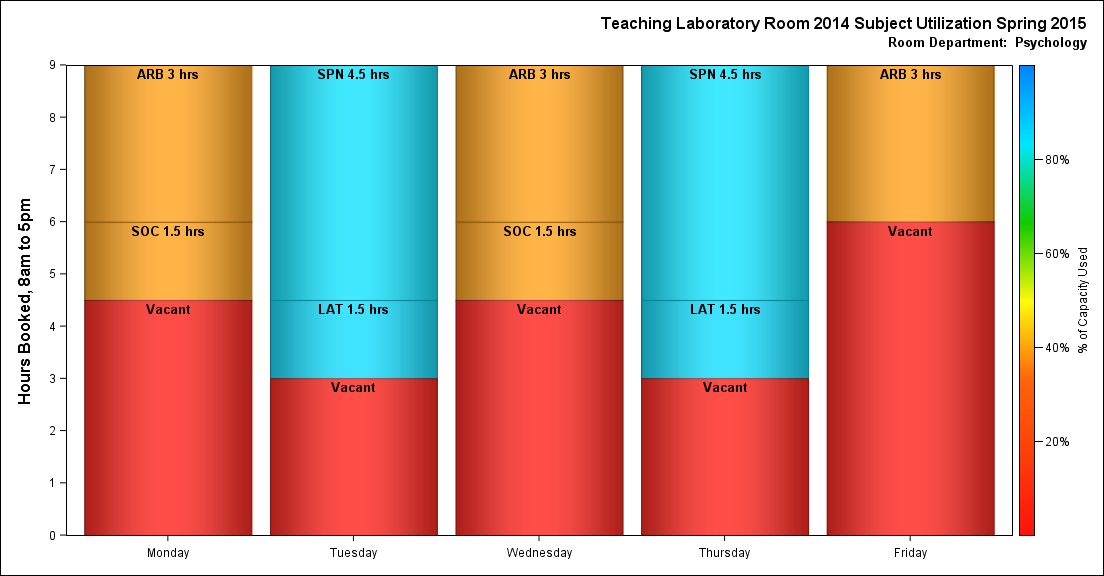 Teaching Laboratory Room 2014 Subject Utilization Spring 2015
Room Department: Psychology
Hours Booked, 8am to 5pm
9
8
7
6
5
4
3
2
1
0
ARB 3 hrs
SOC 1.5 hrs
Vacant
SPN 4.5 hrs
LAT 1.5 hrs
Vacant
ARB 3 hrs
SOC 1.5 hrs
Vacant
SPN 4.5 hrs
LAT 1.5 hrs
Vacant
ARB 3 hrs
Vacant
Monday
Tuesday
Wednesday
Thursday
Friday
80%
60%
40%
20%
% of Capacity Used